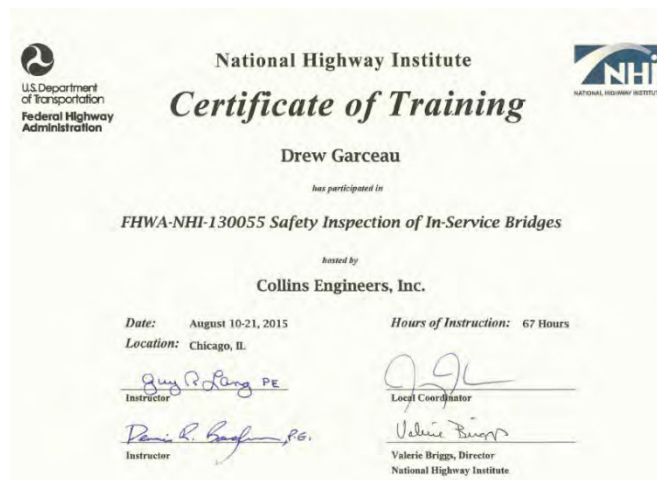 U.S. Department
of Transportation
Federal Highway
Administration
National Highway Institute
NHI
NATIONAL HIGHWAY INSTITUTE
Certificate of Training
Drew Garceau
has participated in
FHWA-NHI-130055 Safety Inspection of In-Service Bridges
hosted by
Collins Engineers, Inc.
Date: August 10-21, 2015
Hours of Instruction: 67 Hours
Location: Chicago, IL
Guy R Lang PE
Instructor
Local Coordinator
P.G.
Instructor
Valerie Briggs
Valerie Briggs, Director
National Highway Institute